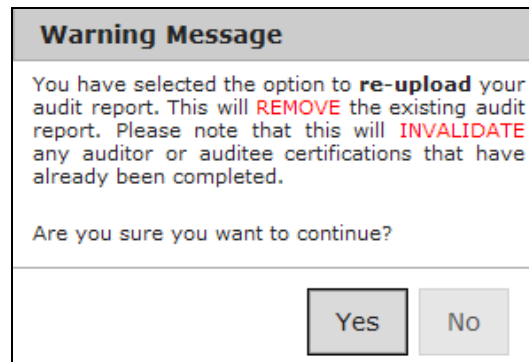 Warning Message
You have selected the option to re-upload your
audit report. This will REMOVE the existing audit
report. Please note that this will INVALIDATE
any auditor or auditee certifications that have
already been completed.
Are you sure you want to continue?
Yes No